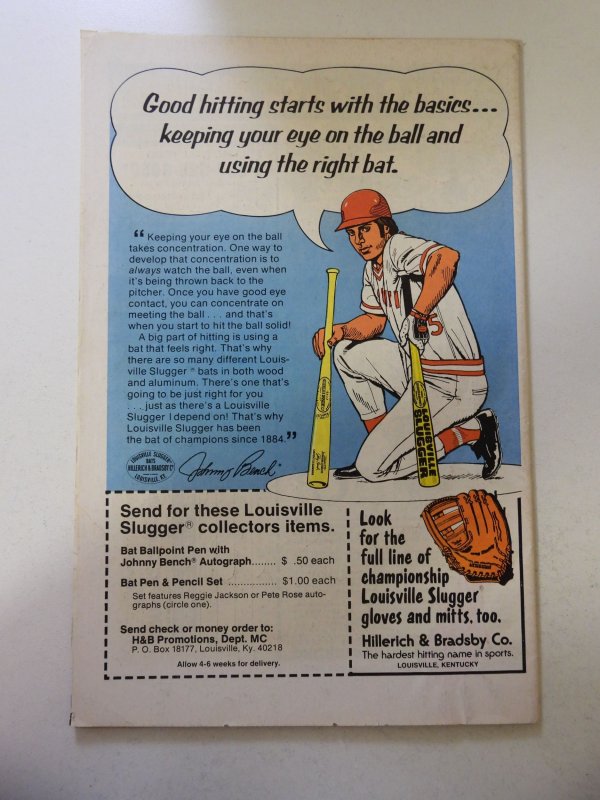 Good hitting starts with the basics...
keeping your eye on the ball and
using the right bat.
“ Keeping your eye on the ball
takes concentration. One way to
develop that concentration is to
always watch the ball, even when
it's being thrown back to the
pitcher. Once you have good eye
contact, you can concentrate on
meeting the ball . . . and that's
when you start to hit the ball solid!
A big part of hitting is using a
bat that feels right. That's why
there are so many different Louis-
ville Slugger ® bats in both wood
and aluminum. There's one that's
going to be just right for you
. . . just as there's a Louisville
Slugger I depend on! That's why
Louisville Slugger has been
the bat of champions since 1884.”
LOUISVILLE SLUGGER
BATS
HILLERICH & BRADSBY Co
LOUISVILLE, KY.
Johnny Bench
5
LOUISVILLE
SLUGGER
Send for these Louisville
Slugger® collectors items.
Bat Ballpoint Pen with
Johnny Bench® Autograph........ $ .50 each
Bat Pen & Pencil Set ................ $1.00 each
Set features Reggie Jackson or Pete Rose auto-
graphs (circle one).
Send check or money order to:
H&B Promotions, Dept. MC
P. O. Box 18177, Louisville, Ky. 40218
Allow 4-6 weeks for delivery.
Look
for the
full line of
championship
Louisville Slugger®
gloves and mitts, too.
Hillerich & Bradsby Co.
The hardest hitting name in sports.
LOUISVILLE, KENTUCKY